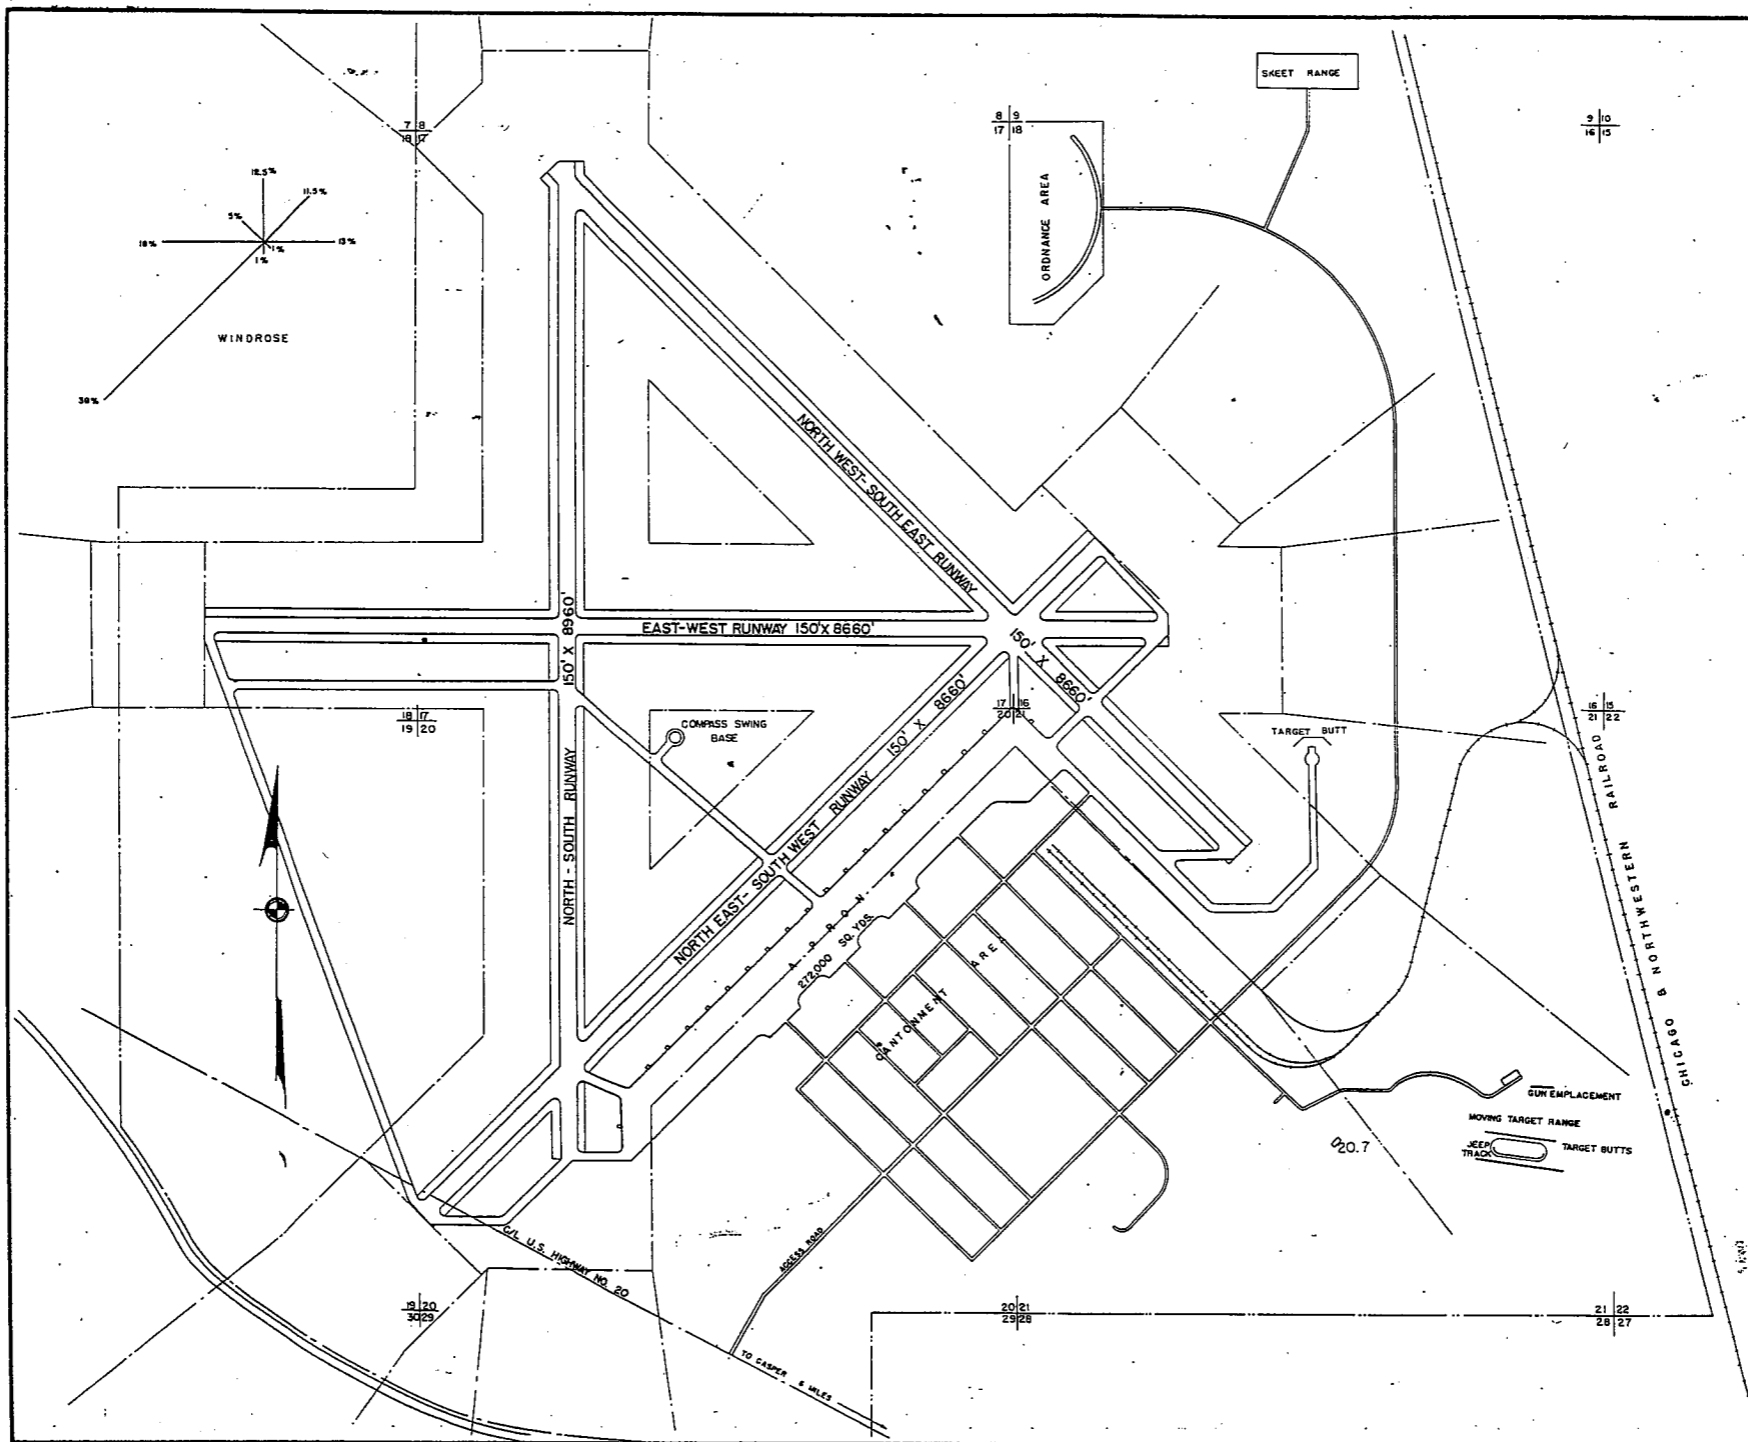 SKEET RANGE
7 8
18 17
8 9
17 18
9 10
16 15
12.5%
11.5%
5%
18%
13%
1%
1%
ORDNANCE AREA
WINDROSE
38%
NORTH WEST-SOUTH EAST RUNWAY
150' X 8660'
EAST-WEST RUNWAY 150'x 8660'
150' X 8960'
NORTH - SOUTH RUNWAY
NORTH EAST- SOUTH WEST RUNWAY 150' X 8660'
18 17
19 20
17 16
20 21
16 15
21 22
COMPASS SWING
BASE
TARGET BUTT
CHICAGO & NORTHWESTERN RAILROAD
APRON
272,000 SQ. YDS.
CANTONMENT ARE
GUN EMPLACEMENT
MOVING TARGET RANGE
JEEP
TRACK
TARGET BUTTS
20.7
ACCESS ROAD
C/L U.S. HIGHWAY NO. 20
19 20
30 29
20 21
29 28
21 22
28 27
TO CASPER 6 MILES